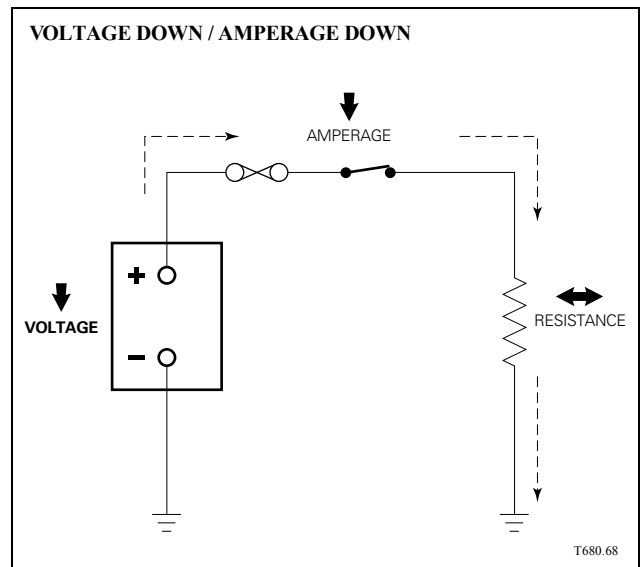 VOLTAGE DOWN / AMPERAGE DOWN
AMPERAGE
+
VOLTAGE
RESISTANCE
–
T680.68